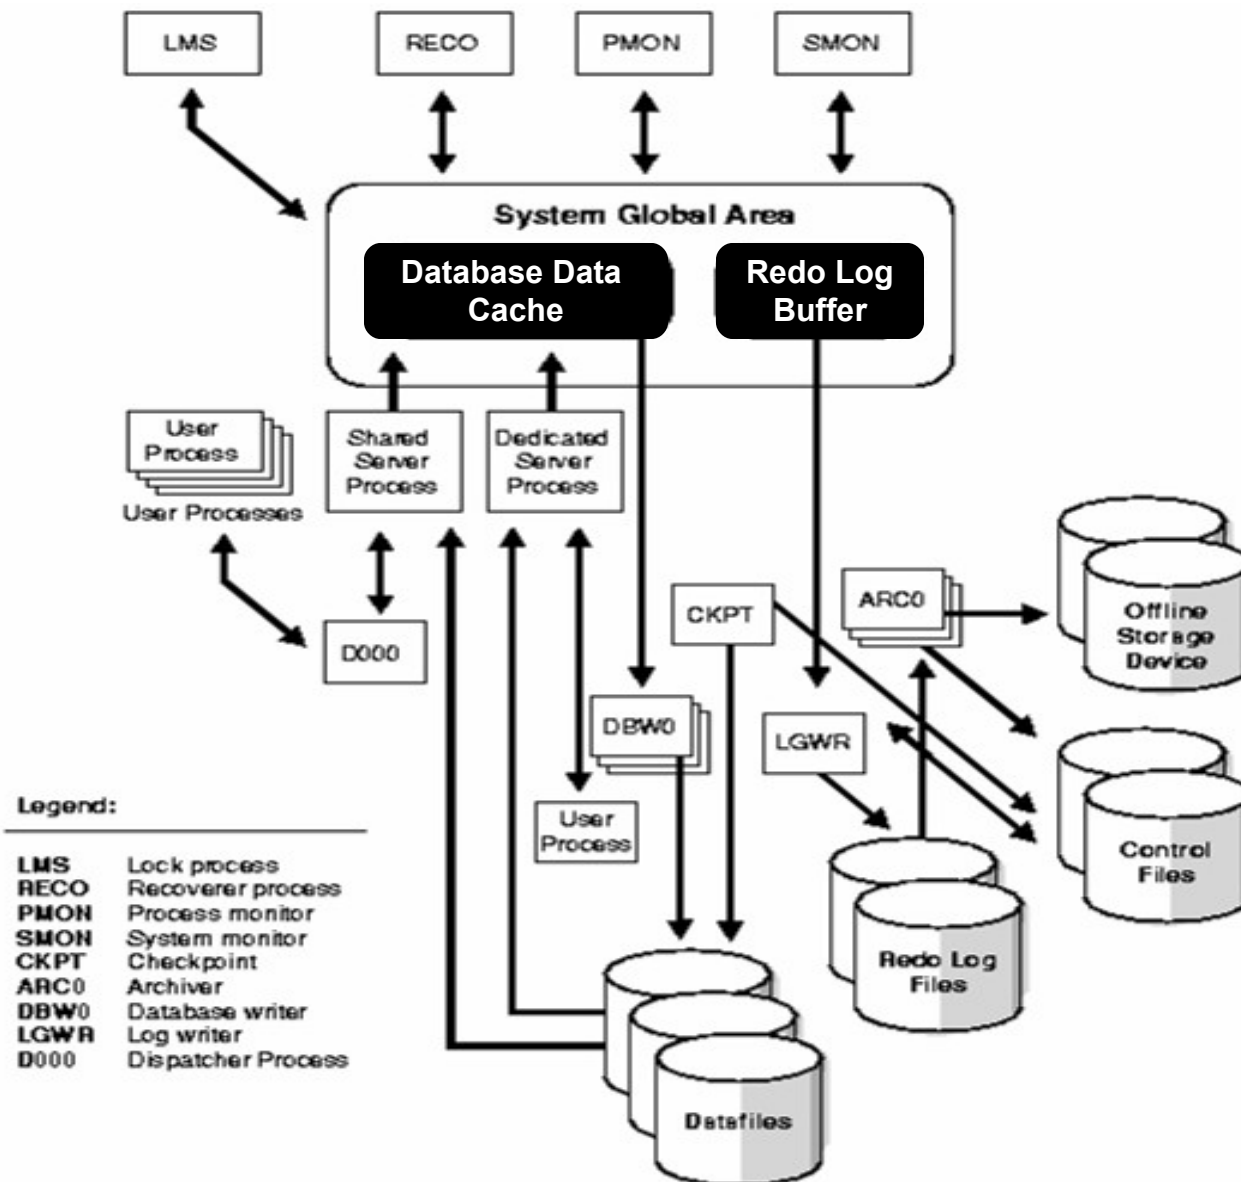 LMS
RECO
PMON
SMON
System Global Area
Database Data
Cache
Redo Log
Buffer
User
Process
User Processes
Shared
Server
Process
Dedicated
Server
Process
D000
CKPT
ARC0
Offline
Storage
Device
DBW0
LGWR
User
Process
Control
Files
Redo Log
Files
Datafiles
Legend:
LMS Lock process
RECO Recoverer process
PMON Process monitor
SMON System monitor
CKPT Checkpoint
ARC0 Archiver
DBW0 Database writer
LGWR Log writer
D000 Dispatcher Process